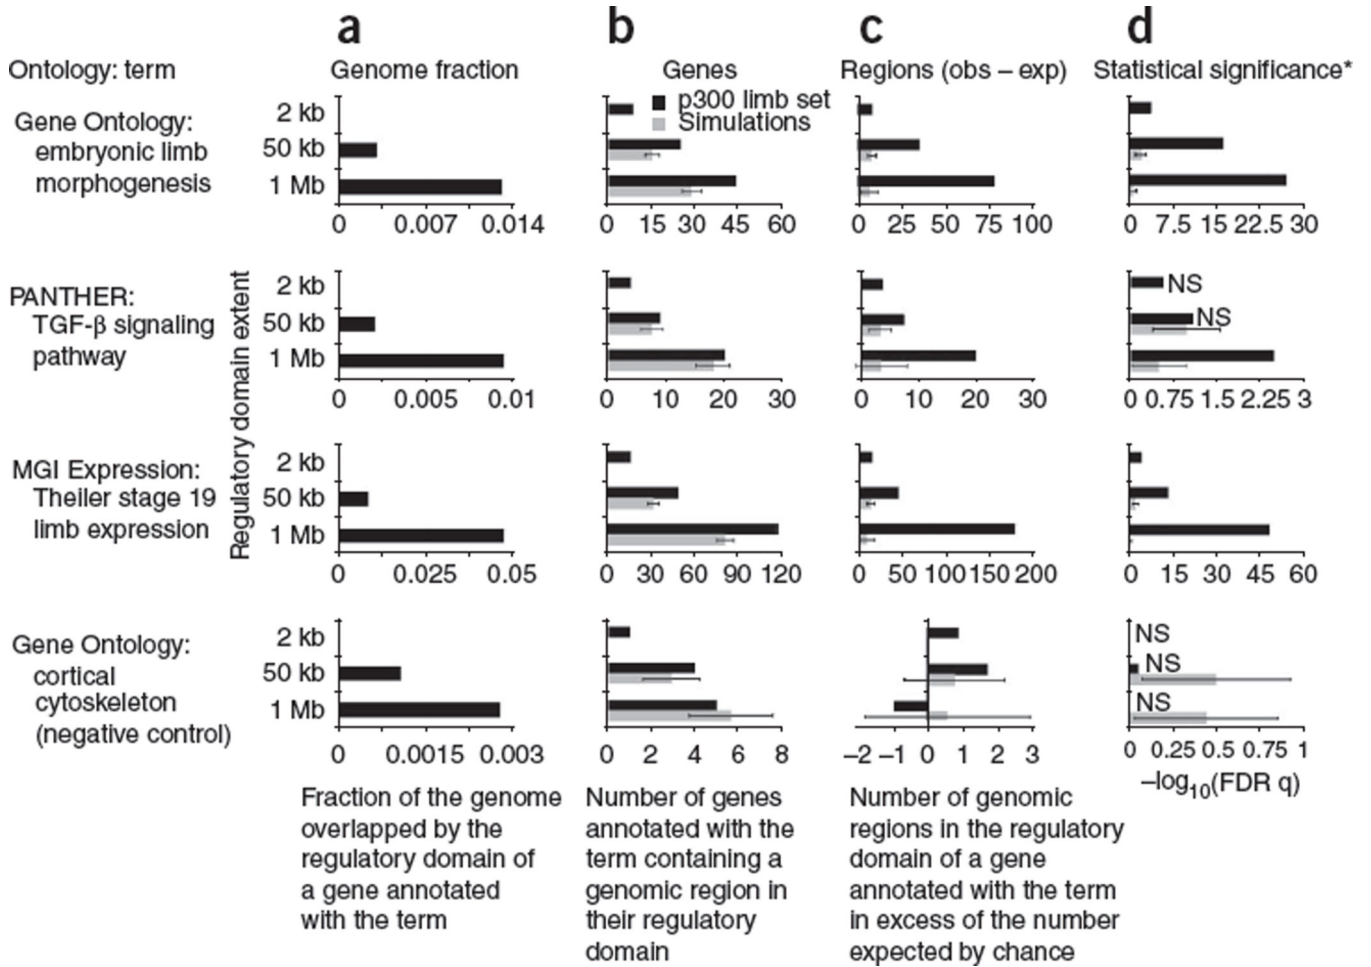 a b c d
Ontology: term Genome fraction Genes Regions (obs – exp) Statistical significance*
p300 limb set
Simulations
Gene Ontology:
embryonic limb
morphogenesis
2 kb
50 kb
1 Mb
0 0.007 0.014
0 15 30 45 60
0 25 50 75 100
0 7.5 15 22.5 30
PANTHER:
TGF-β signaling
pathway
Regulatory domain extent
2 kb
50 kb
1 Mb
NS
NS
0 0.005 0.01
0 10 20 30
0 10 20 30
0 0.75 1.5 2.25 3
MGI Expression:
Theiler stage 19
limb expression
2 kb
50 kb
1 Mb
0 0.025 0.05
0 30 60 90 120
0 50 100 150 200
0 15 30 45 60
Gene Ontology:
cortical
cytoskeleton
(negative control)
2 kb
50 kb
1 Mb
NS
NS
NS
0 0.0015 0.003
0 2 4 6 8
–2 –1 0 1 2 3
0 0.25 0.5 0.75 1
–log10(FDR q)
Fraction of the genome
overlapped by the
regulatory domain of
a gene annotated
with the term
Number of genes
annotated with the
term containing a
genomic region in
their regulatory
domain
Number of genomic
regions in the regulatory
domain of a gene
annotated with the term
in excess of the number
expected by chance